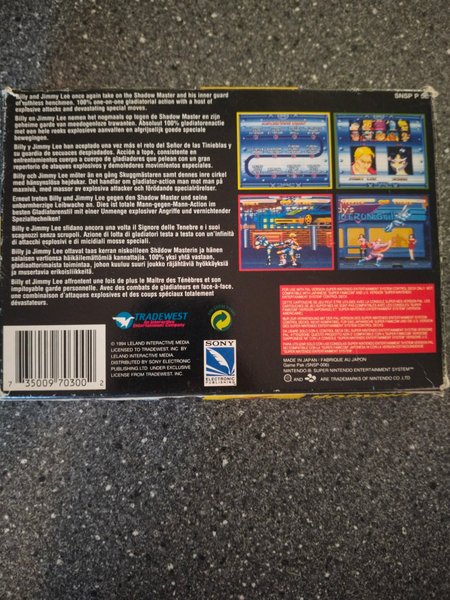 Billy and Jimmy Lee once again take on the Shadow Master and his inner guard
of ruthless henchmen. 100% one-on-one gladiatorial action with a host of
explosive attacks and devastating special moves.
Billy en Jimmy Lee nemen het nogmaals op tegen de Shadow Master en zijn
geheime garde van meedogenloze trawanten. Absoluut 100% gladiatorenactie
met een hele reeks explosieve aanvallen en afgrijselijk goede speciale
bewegingen.
Billy y Jimmy Lee han aceptado una vez más el reto del Señor de las Tinieblas y
su guardia de secuaces despiadados. Acción a tope, consistente en
enfrentamientos cuerpo a cuerpo de gladiatores que pelean con un gran
repertorio de ataques explosivos y demoledores movimientos especiales.
Billy och Jimmy Lee möter än en gång Skuggmästaren samt dennes inre cirkel
med hänsynslösa hejdukar. Det handlar om gladiator-action man mot man på
massivel, med massor av explosiva attacker och förödande specialrörelser.
Erneut treten Billy und Jimmy Lee gegen den Shadow Master und seine
unbarmherzige Leibwache an. Dies ist totale Mann-gegen-Mann-Action im
besten Gladiatorenstil mit einer Unmenge explosiver Angriffe und vernichtender
Spezialtechniken!
Billy e Jimmy Lee sfidano ancora una volta il Signore delle Tenebre e i suoi
scagnozzi senza scrupoli. Azione di lotta di gladiatori testa a testa con un'infinità
di attacchi esplosivi e di micidiali mosse speciali.
Billy ja Jimmy Lee ottavat taas kerran niskoilleen Shadow Masterin ja hänen
salaisen vartionsa häikäilemättömiä kannattajia. 100% yksi yhtä vastaan,
gladiaattorimaista toimintaa, johon kuuluu suuri joukko räjähtäviä hyökkäyksiä
ja musertavia erikoisliikkeitä.
Billy et Jimmy Lee affrontent une fois de plus le Maître des Ténèbres et son
impitoyable garde personnelle. Avec des combats de gladiateurs en face-à-face.
une combinaison d'attaques explosives et des coups spéciaux totalement
dévastateurs.
SNSP P
JIMMY
TRADEWEST
Entertainment Company
© 1994 LELAND INTERACTIVE MEDIA
LICENSED TO TRADEWEST, INC. BY
LELAND INTERACTIVE MEDIA.
DISTRIBUTED BY SONY ELECTRONIC
PUBLISHING LTD. UNDER EXCLUSIVE
LICENSE FROM TRADEWEST, INC.
7 35009 70300 2
SONY
ELECTRONIC
PUBLISHING
MADE IN JAPAN · FABRIQUÉ AU JAPON
Game Pak (SNSP-006)
NINTENDO®, SUPER NINTENDO ENTERTAINMENT SYSTEM™
AND ARE TRADEMARKS OF NINTENDO CO.,LTD